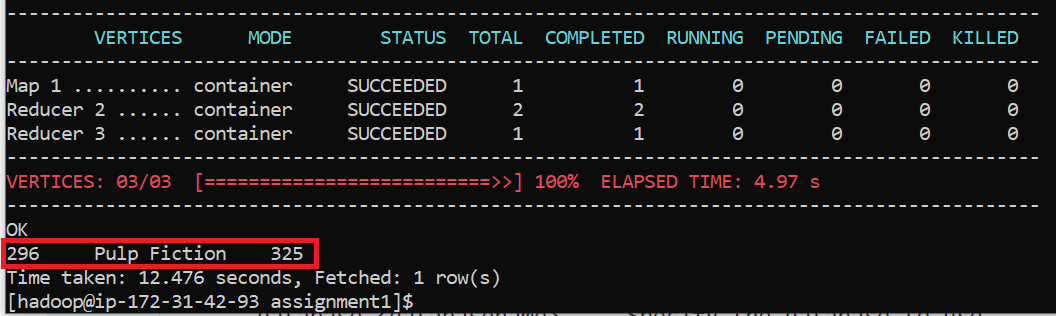 --------------------------------------------------------------------------------------------
VERTICES MODE STATUS TOTAL COMPLETED RUNNING PENDING FAILED KILLED
--------------------------------------------------------------------------------------------
Map 1 .......... container SUCCEEDED 1 1 0 0 0 0
Reducer 2 ...... container SUCCEEDED 2 2 0 0 0 0
Reducer 3 ...... container SUCCEEDED 1 1 0 0 0 0
--------------------------------------------------------------------------------------------
VERTICES: 03/03 [==========================>>] 100% ELAPSED TIME: 4.97 s
--------------------------------------------------------------------------------------------
OK
296 Pulp Fiction 325
Time taken: 12.476 seconds, Fetched: 1 row(s)
[hadoop@ip-172-31-42-93 assignment1]$